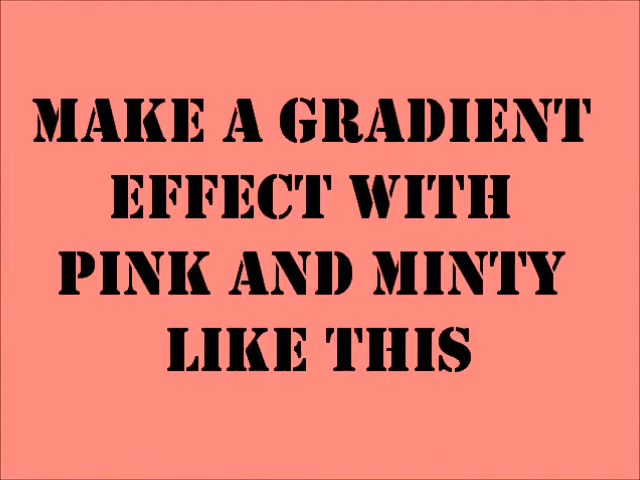 MAKE A GRADIENT
EFFECT WITH
PINK AND MINTY
LIKE THIS